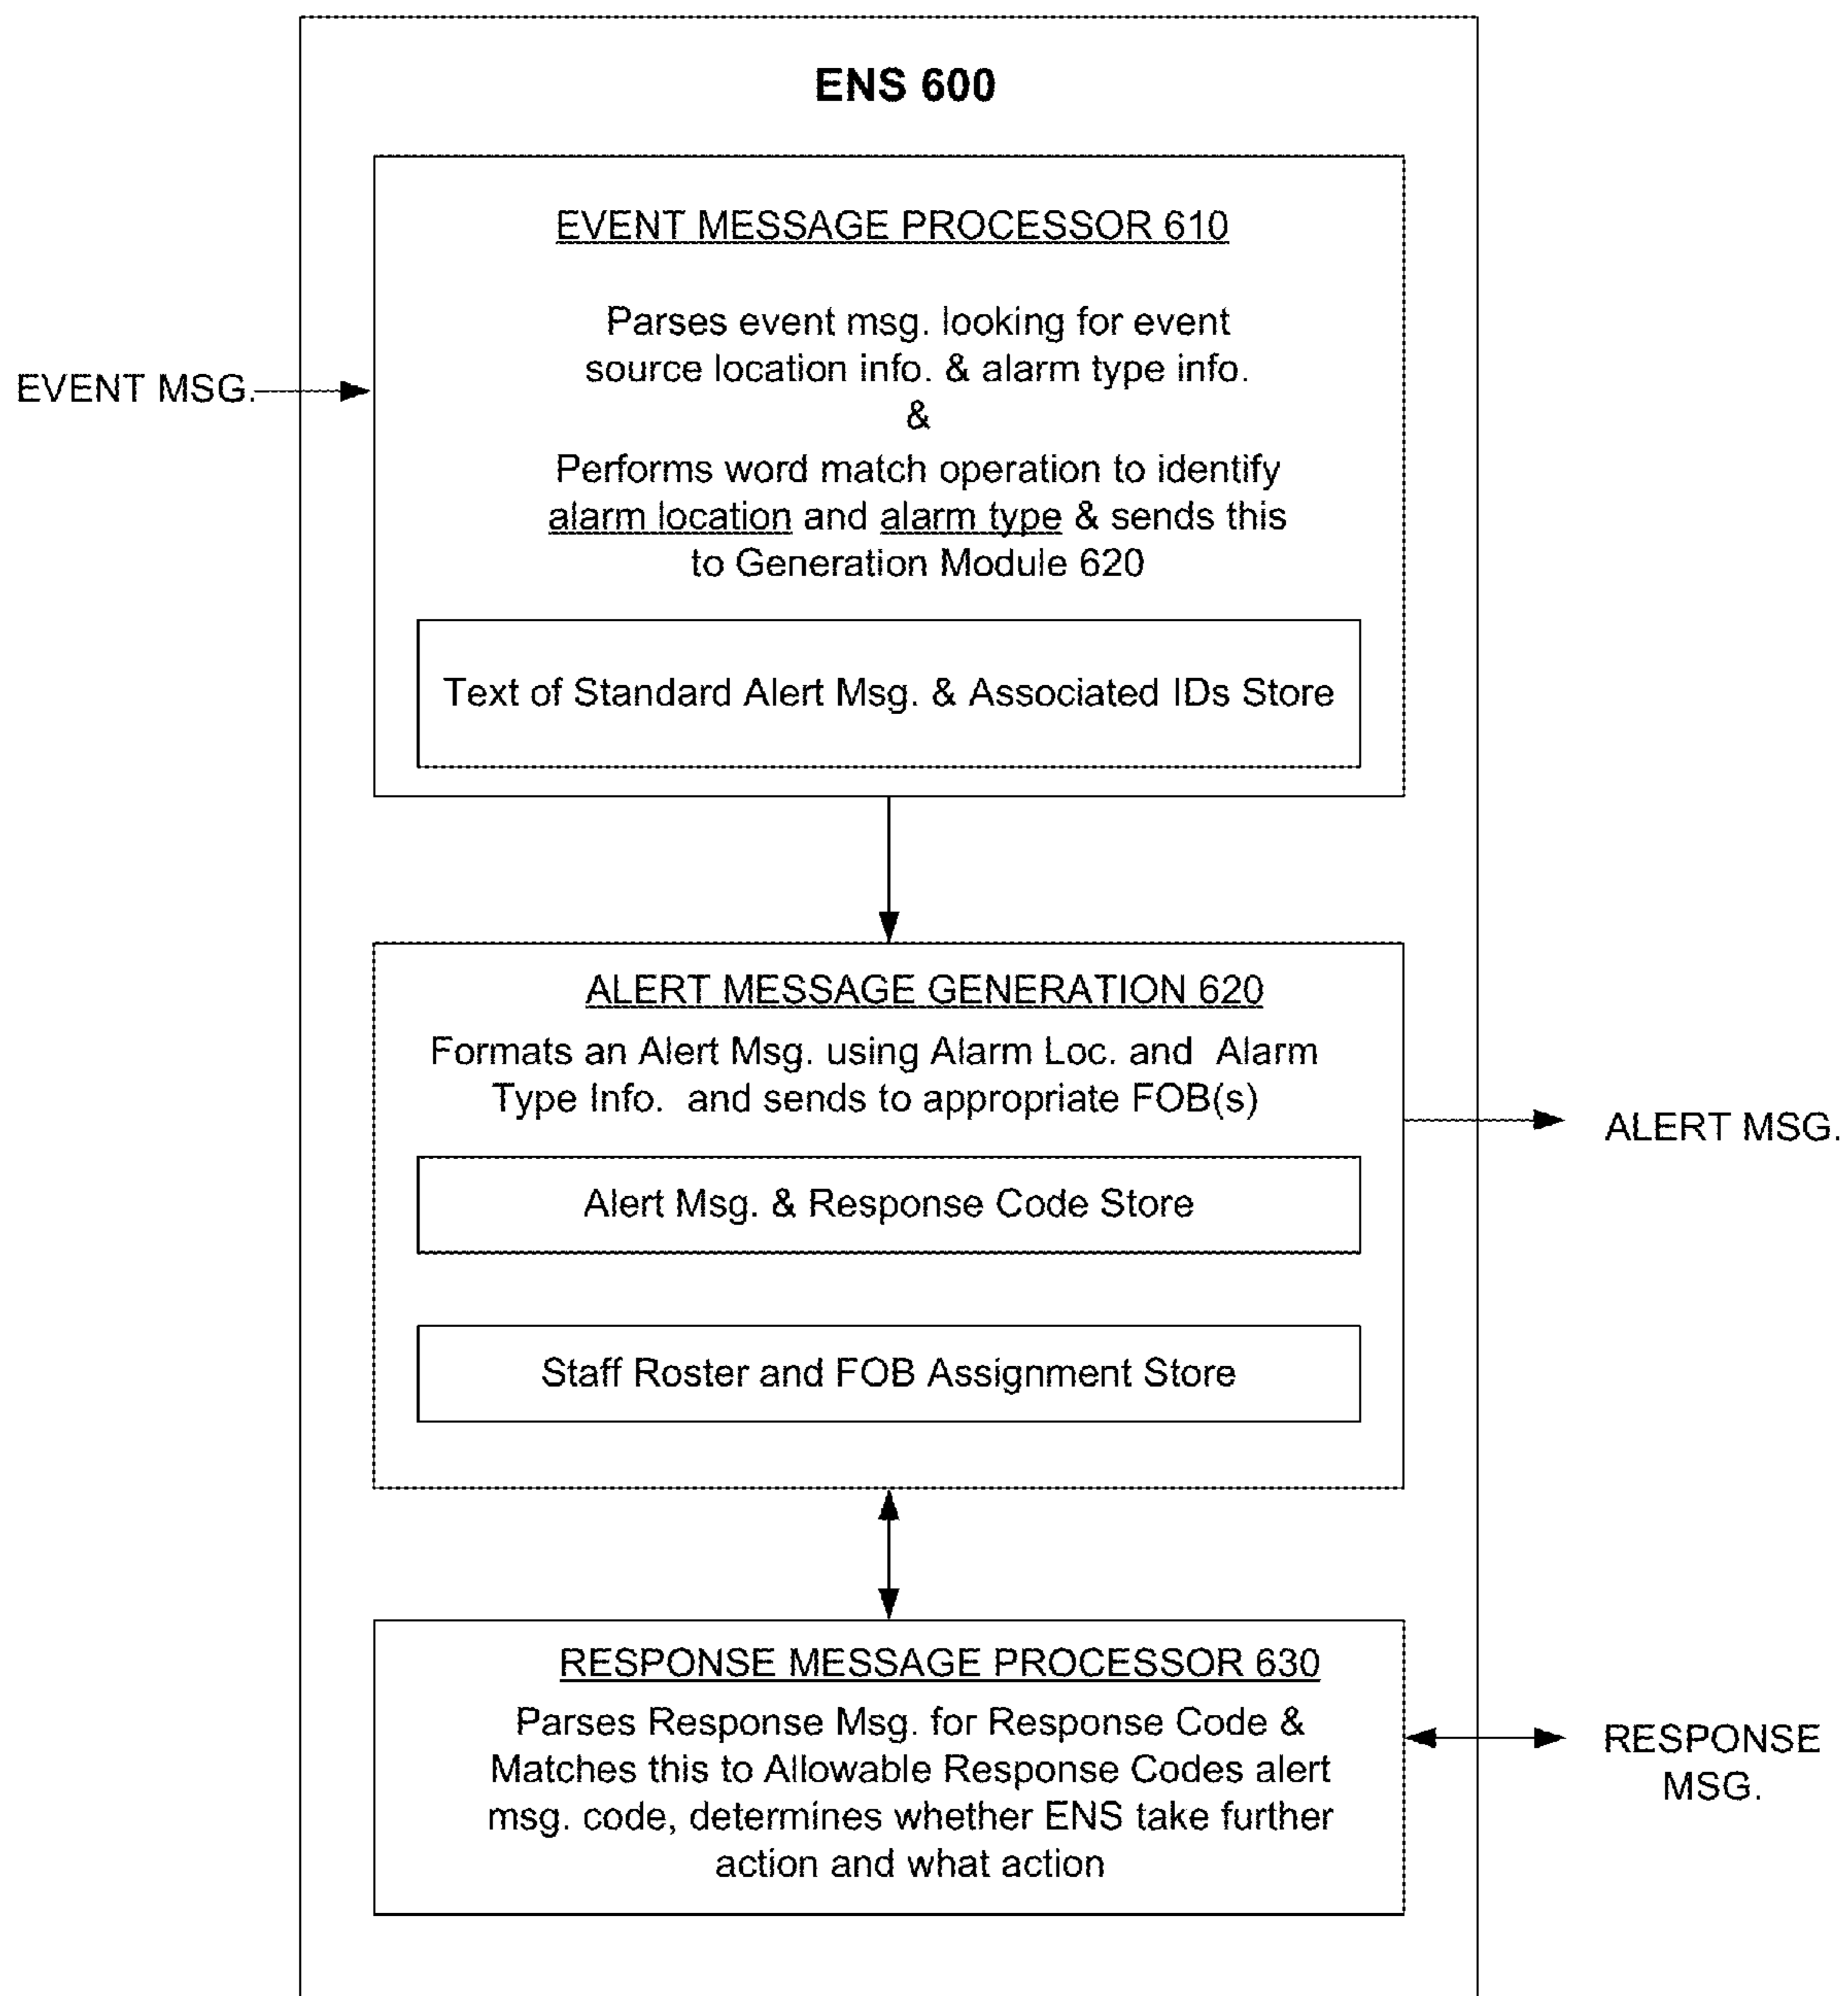 ENS 600
EVENT MESSAGE PROCESSOR 610
Parses event msg. looking for event
source location info. & alarm type info.
&
Performs word match operation to identify
alarm location and alarm type & sends this
to Generation Module 620
EVENT MSG.
Text of Standard Alert Msg. & Associated IDs Store
ALERT MESSAGE GENERATION 620
Formats an Alert Msg. using Alarm Loc. and Alarm
Type Info. and sends to appropriate FOB(s)
ALERT MSG.
Alert Msg. & Response Code Store
Staff Roster and FOB Assignment Store
RESPONSE MESSAGE PROCESSOR 630
Parses Response Msg. for Response Code &
Matches this to Allowable Response Codes alert
msg. code, determines whether ENS take further
action and what action
RESPONSE
MSG.